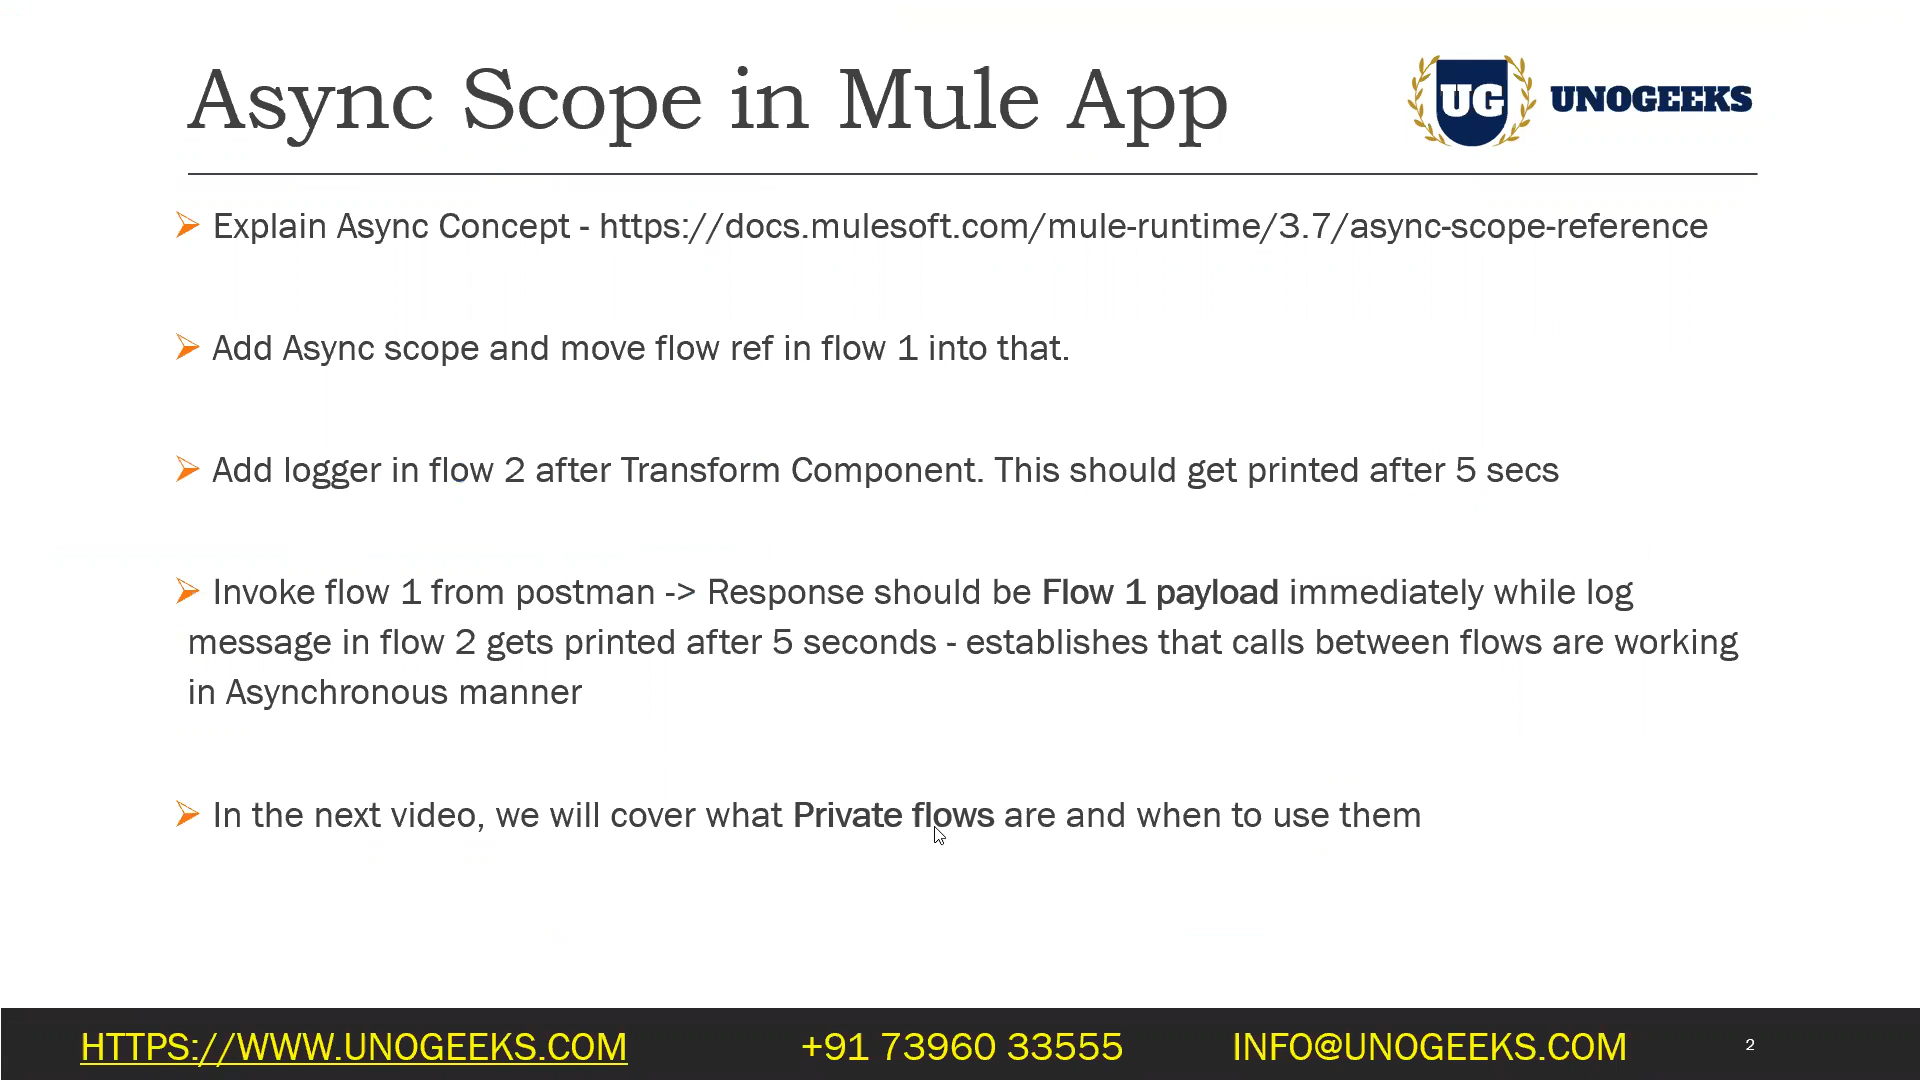 Async Scope in Mule App
UG UNOGEEKS
Explain Async Concept - https://docs.mulesoft.com/mule-runtime/3.7/async-scope-reference
Add Async scope and move flow ref in flow 1 into that.
Add logger in flow 2 after Transform Component. This should get printed after 5 secs
Invoke flow 1 from postman -> Response should be Flow 1 payload immediately while log
message in flow 2 gets printed after 5 seconds - establishes that calls between flows are working
in Asynchronous manner
In the next video, we will cover what Private flows are and when to use them
HTTPS://WWW.UNOGEEKS.COM +91 73960 33555 INFO@UNOGEEKS.COM 2